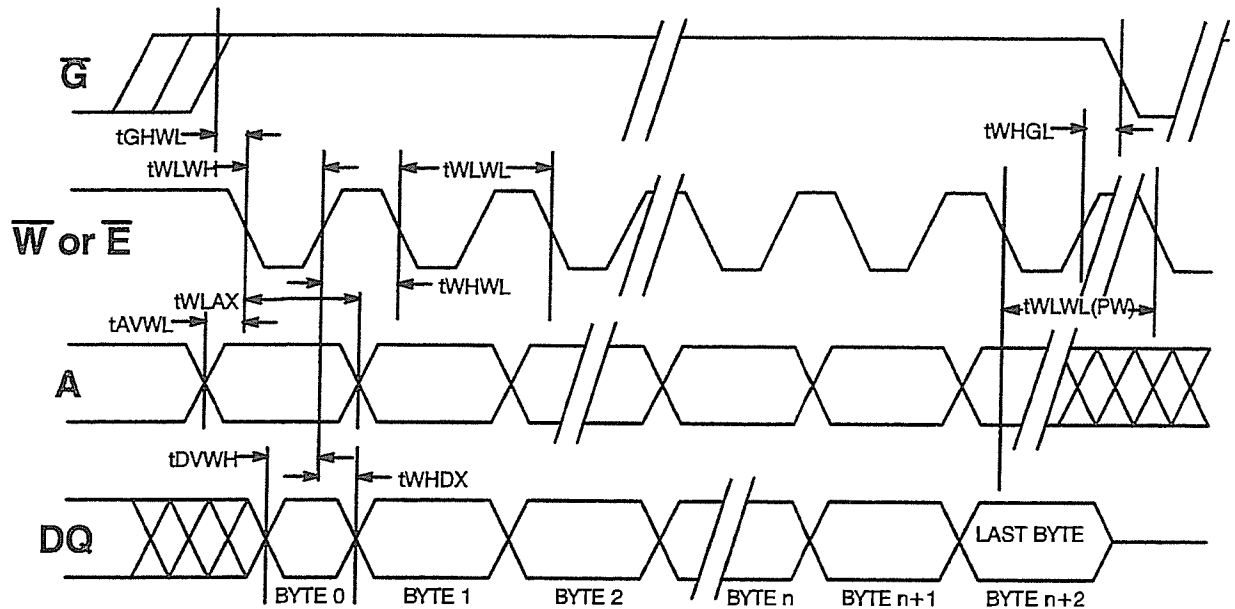 G
tGHWL
tWHGL
tWLWH
tWLWL
W or E
tWHWL
tWLAX
tWLWL(PW)
tAVWL
A
tDVWH
tWHDX
DQ
LAST BYTE
BYTE 0 BYTE 1 BYTE 2 BYTE n BYTE n+1 BYTE n+2